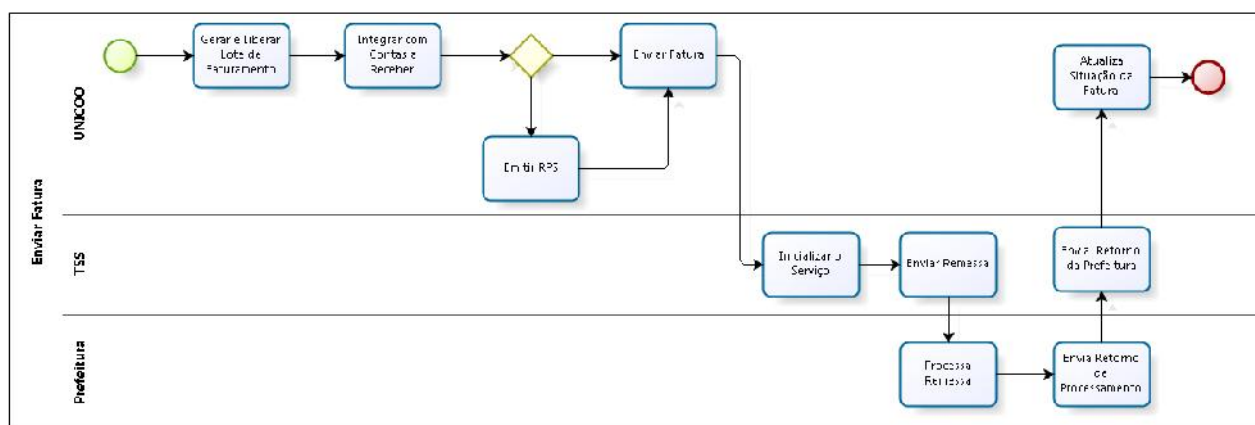 Enviar Fatura
UNICOO
Gerar e Liberar
Lote de
Faturamento
Integrar com
Contas a
Receber
Enviar Fatura
Emitir RPS
Atualiza
Situação da
Fatura
TSS
Inicializar o
Serviço
Enviar Remessa
Envia Retorno
da Prefeitura
Prefeitura
Processa
Remessa
Envia Retorno
de
Processamento